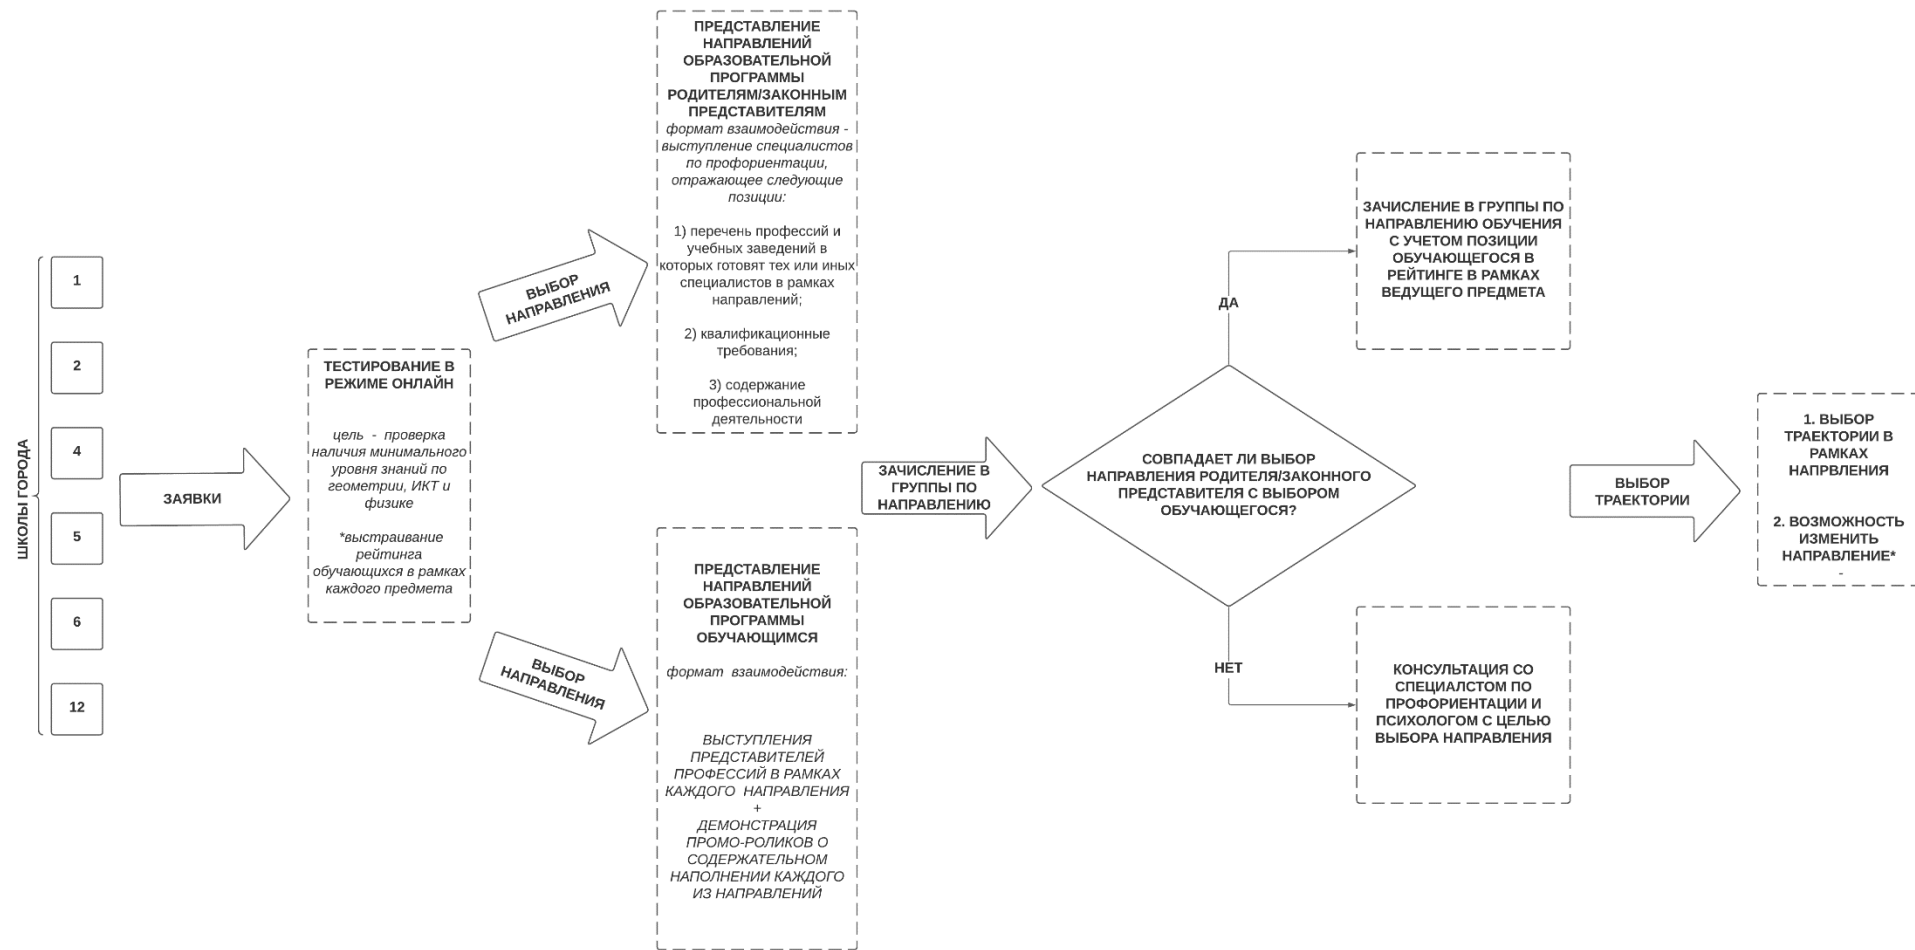 ШКОЛЫ ГОРОДА
1
2
4
5
6
12
ЗАЯВКИ
ТЕСТИРОВАНИЕ В
РЕЖИМЕ ОНЛАЙН
цель - проверка
наличия минимального
уровня знаний по
геометрии, ИКТ и
физике
*выстраивание
рейтинга
обучающихся в рамках
каждого предмета
ВЫБОР
НАПРАВЛЕНИЯ
ПРЕДСТАВЛЕНИЕ
НАПРАВЛЕНИЙ
ОБРАЗОВАТЕЛЬНОЙ
ПРОГРАММЫ
РОДИТЕЛЯМ/ЗАКОННЫМ
ПРЕДСТАВИТЕЛЯМ
формат взаимодействия -
выступление специалистов
по профориентации,
отражающее следующие
позиции:
1) перечень профессий и
учебных заведений в
которых готовят тех или иных
специалистов в рамках
направлений;
2) квалификационные
требования;
3) содержание
профессиональной
деятельности
ВЫБОР
НАПРАВЛЕНИЯ
ПРЕДСТАВЛЕНИЕ
НАПРАВЛЕНИЙ
ОБРАЗОВАТЕЛЬНОЙ
ПРОГРАММЫ
ОБУЧАЮЩИМСЯ
формат взаимодействия:
ВЫСТУПЛЕНИЯ
ПРЕДСТАВИТЕЛЕЙ
ПРОФЕССИЙ В РАМКАХ
КАЖДОГО НАПРАВЛЕНИЯ
+
ДЕМОНСТРАЦИЯ
ПРОМО-РОЛИКОВ О
СОДЕРЖАТЕЛЬНОМ
НАПОЛНЕНИИ КАЖДОГО
ИЗ НАПРАВЛЕНИЙ
ЗАЧИСЛЕНИЕ В
ГРУППЫ ПО
НАПРАВЛЕНИЮ
СОВПАДАЕТ ЛИ ВЫБОР
НАПРАВЛЕНИЯ РОДИТЕЛЯ/ЗАКОННОГО
ПРЕДСТАВИТЕЛЯ С ВЫБОРОМ
ОБУЧАЮЩЕГОСЯ?
ДА
ЗАЧИСЛЕНИЕ В ГРУППЫ ПО
НАПРАВЛЕНИЮ ОБУЧЕНИЯ
С УЧЕТОМ ПОЗИЦИИ
ОБУЧАЮЩЕГОСЯ В
РЕЙТИНГЕ В РАМКАХ
ВЕДУЩЕГО ПРЕДМЕТА
НЕТ
КОНСУЛЬТАЦИЯ СО
СПЕЦИАЛСТОМ ПО
ПРОФОРИЕНТАЦИИ И
ПСИХОЛОГОМ С ЦЕЛЬЮ
ВЫБОРА НАПРАВЛЕНИЯ
ВЫБОР
ТРАЕКТОРИИ
1. ВЫБОР
ТРАЕКТОРИИ В
РАМКАХ
НАПРВЛЕНИЯ
2. ВОЗМОЖНОСТЬ
ИЗМЕНИТЬ
НАПРАВЛЕНИЕ*
-